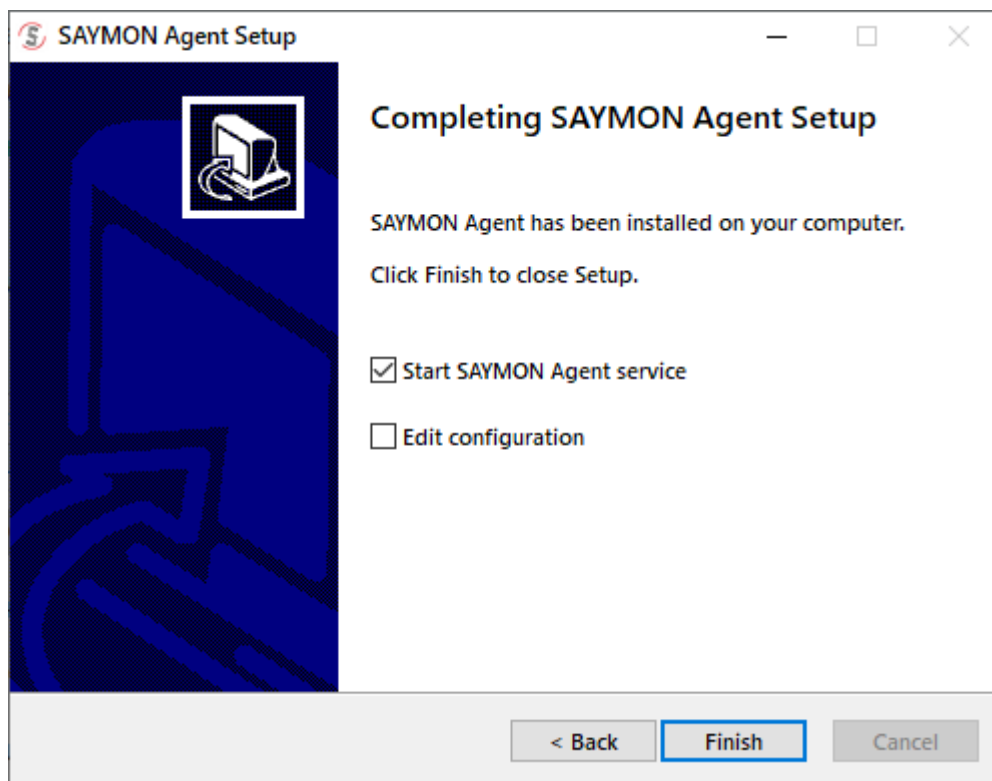 SAYMON Agent Setup
Completing SAYMON Agent Setup
SAYMON Agent has been installed on your computer.
Click Finish to close Setup.
Start SAYMON Agent service
Edit configuration
< Back
Finish
Cancel